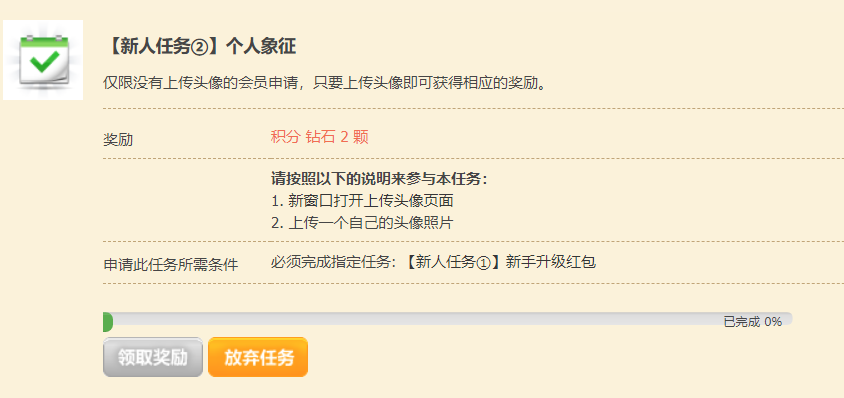 【新人任务②】个人象征
仅限没有上传头像的会员申请，只要上传头像即可获得相应的奖励。
奖励
积分 钻石 2 颗
请按照以下的说明来参与本任务：
1. 新窗口打开上传头像页面
2. 上传一个自己的头像照片
申请此任务所需条件
必须完成指定任务：【新人任务①】新手升级红包
已完成 0%
领取奖励
放弃任务